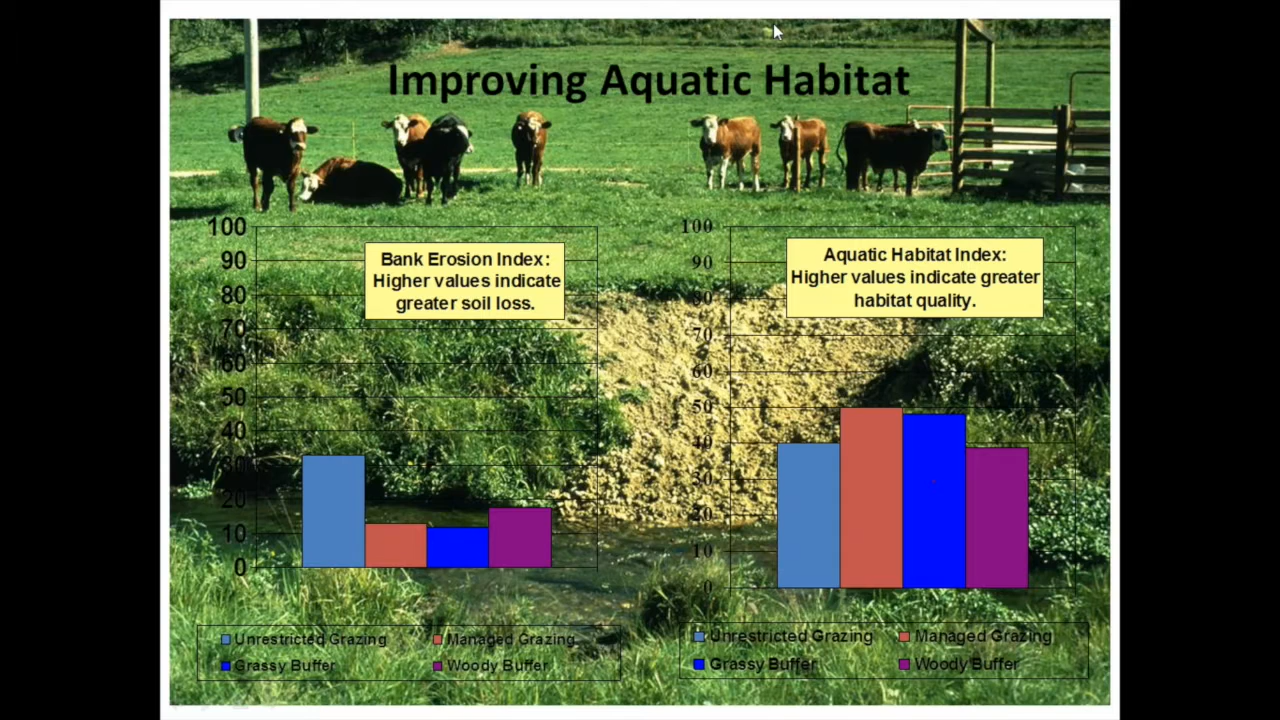 Improving Aquatic Habitat
100
90
80
70
60
50
40
30
20
10
0
Bank Erosion Index:
Higher values indicate
greater soil loss.
Unrestricted Grazing
Managed Grazing
Grassy Buffer
Woody Buffer
100
90
80
70
60
50
40
30
20
10
0
Aquatic Habitat Index:
Higher values indicate greater
habitat quality.
Unrestricted Grazing
Managed Grazing
Grassy Buffer
Woody Buffer